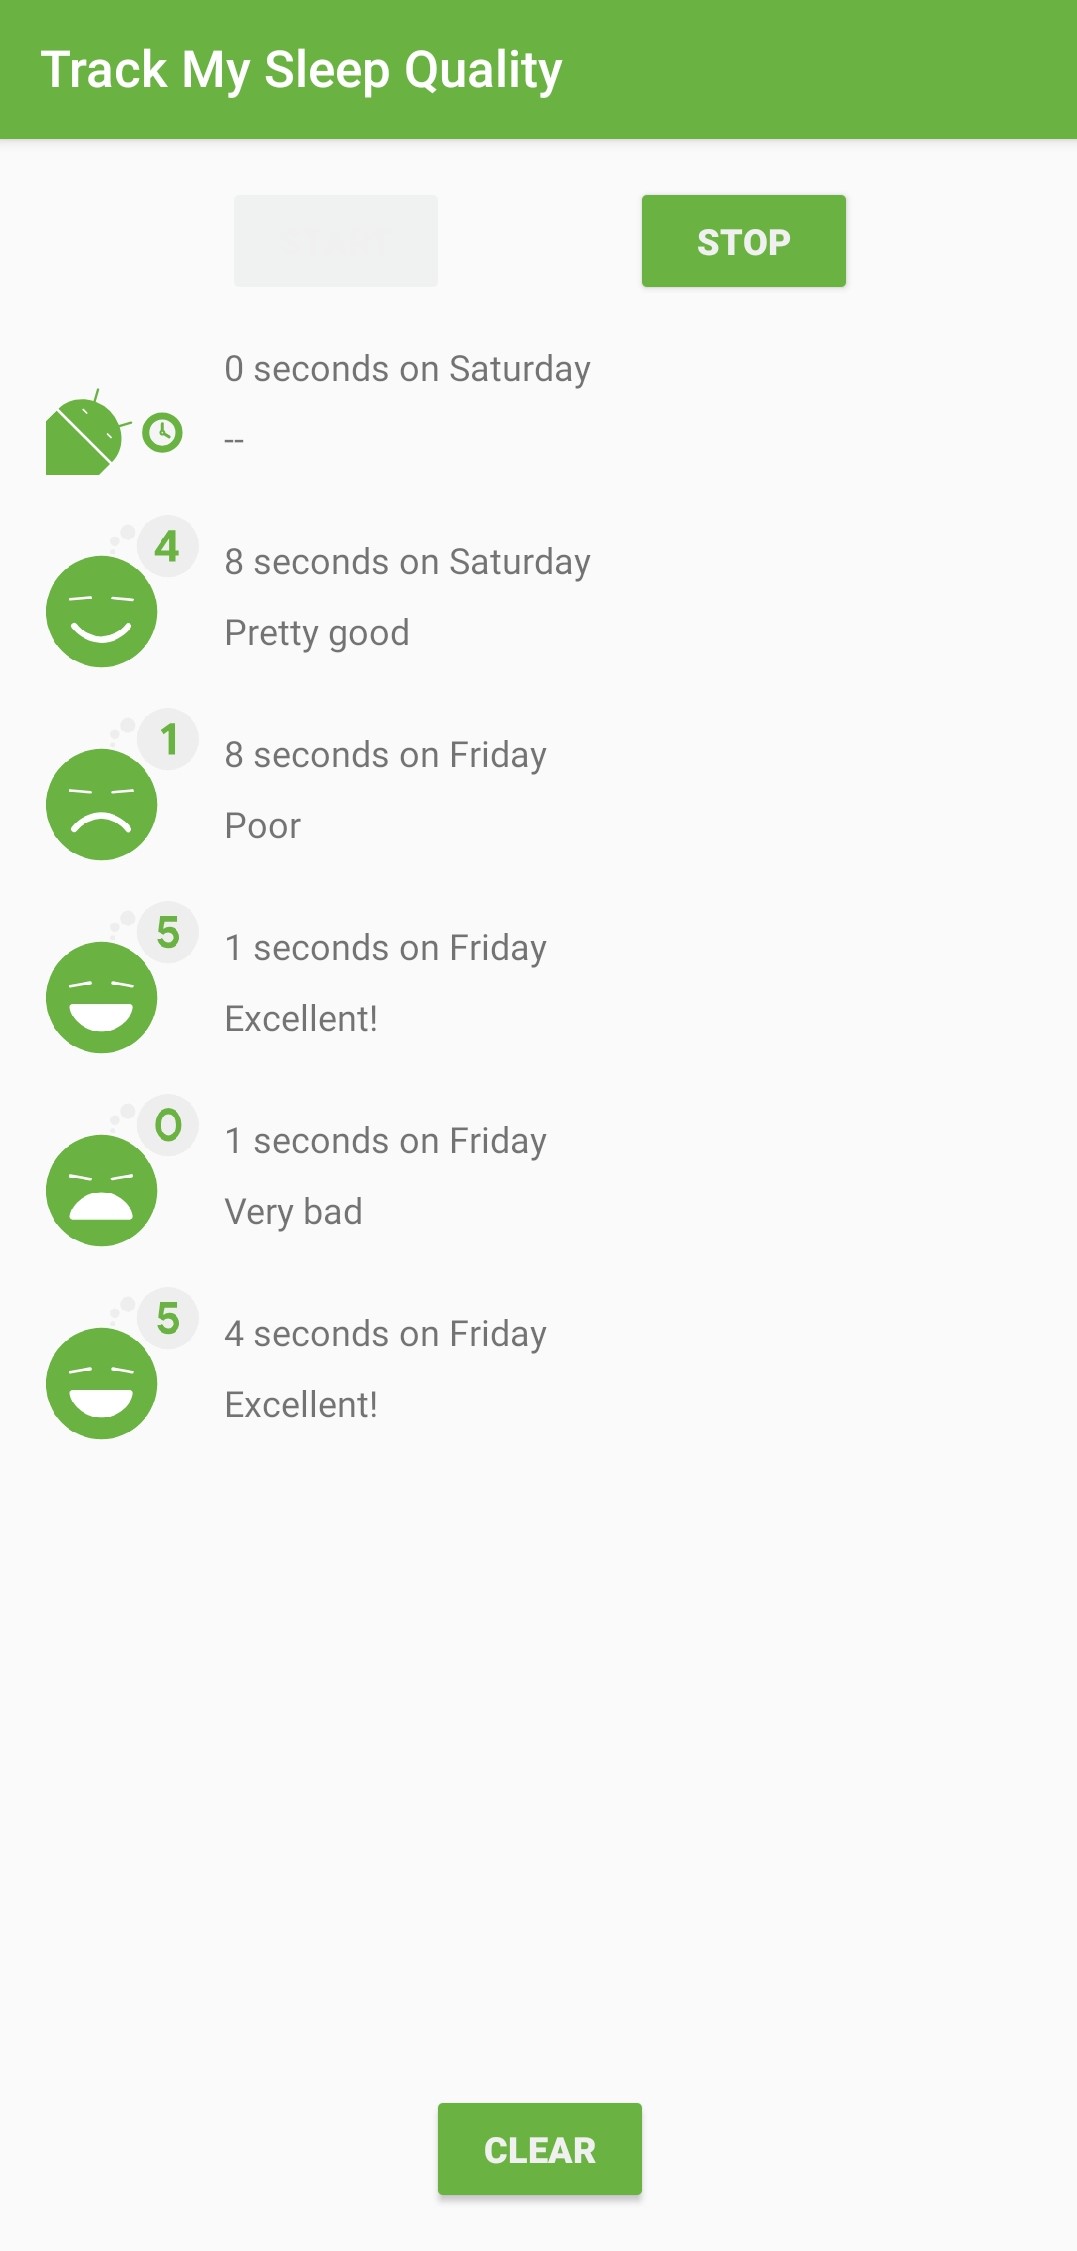 Track My Sleep Quality
START STOP
0 seconds on Saturday
--
4
8 seconds on Saturday
Pretty good
1
8 seconds on Friday
Poor
5
1 seconds on Friday
Excellent!
0
1 seconds on Friday
Very bad
5
4 seconds on Friday
Excellent!
CLEAR